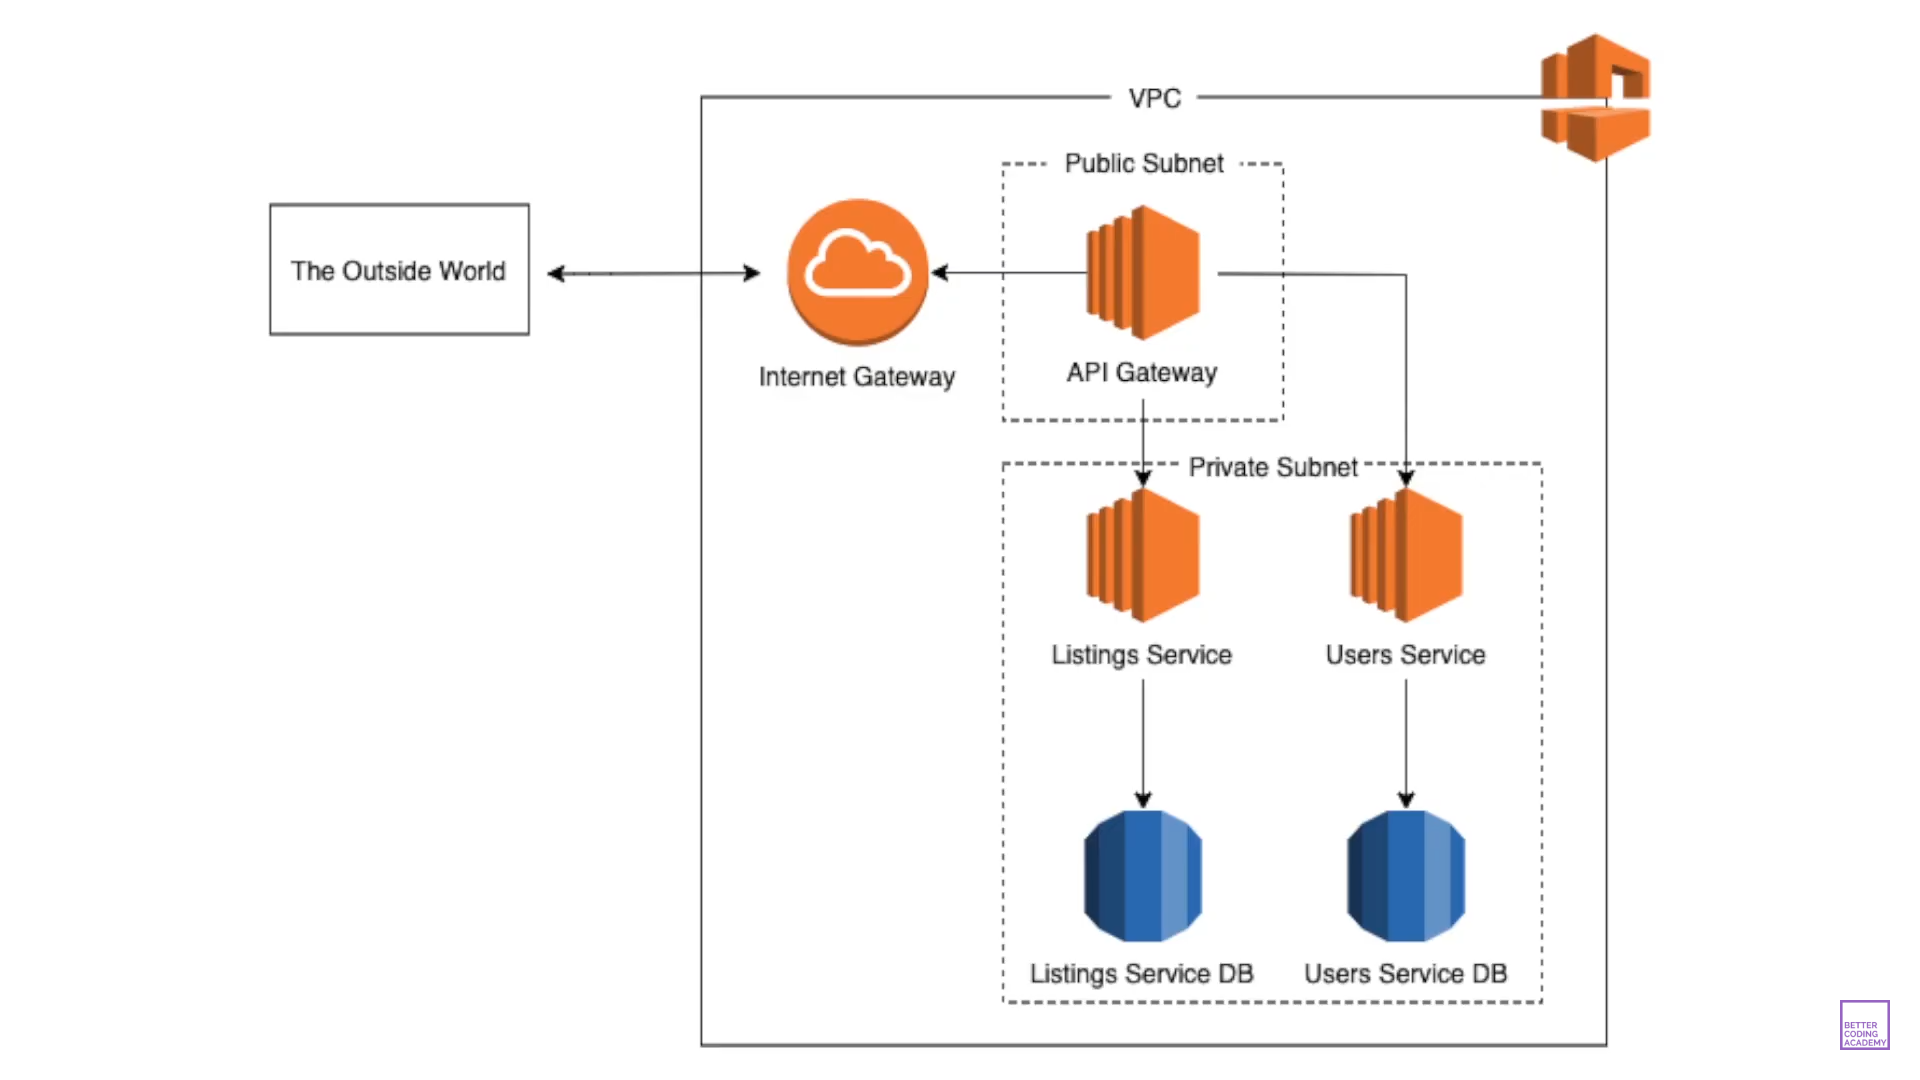 VPC
Public Subnet
The Outside World
Internet Gateway
API Gateway
Private Subnet
Listings Service
Users Service
Listings Service DB
Users Service DB
BETTER
CODING
ACADEMY